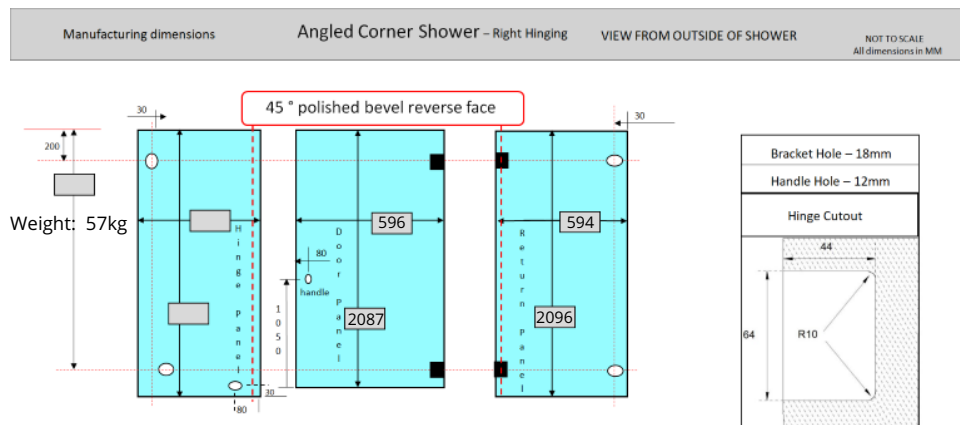 Manufacturing dimensions
Angled Corner Shower – Right Hinging
VIEW FROM OUTSIDE OF SHOWER
NOT TO SCALE
All dimensions in MM
45 ° polished bevel reverse face
30
30
200
Weight: 57kg
Hinge Panel
596
Door Panel
80
handle
1050
2087
594
Return Panel
2096
30
80
Bracket Hole – 18mm
Handle Hole – 12mm
Hinge Cutout
44
64
R10